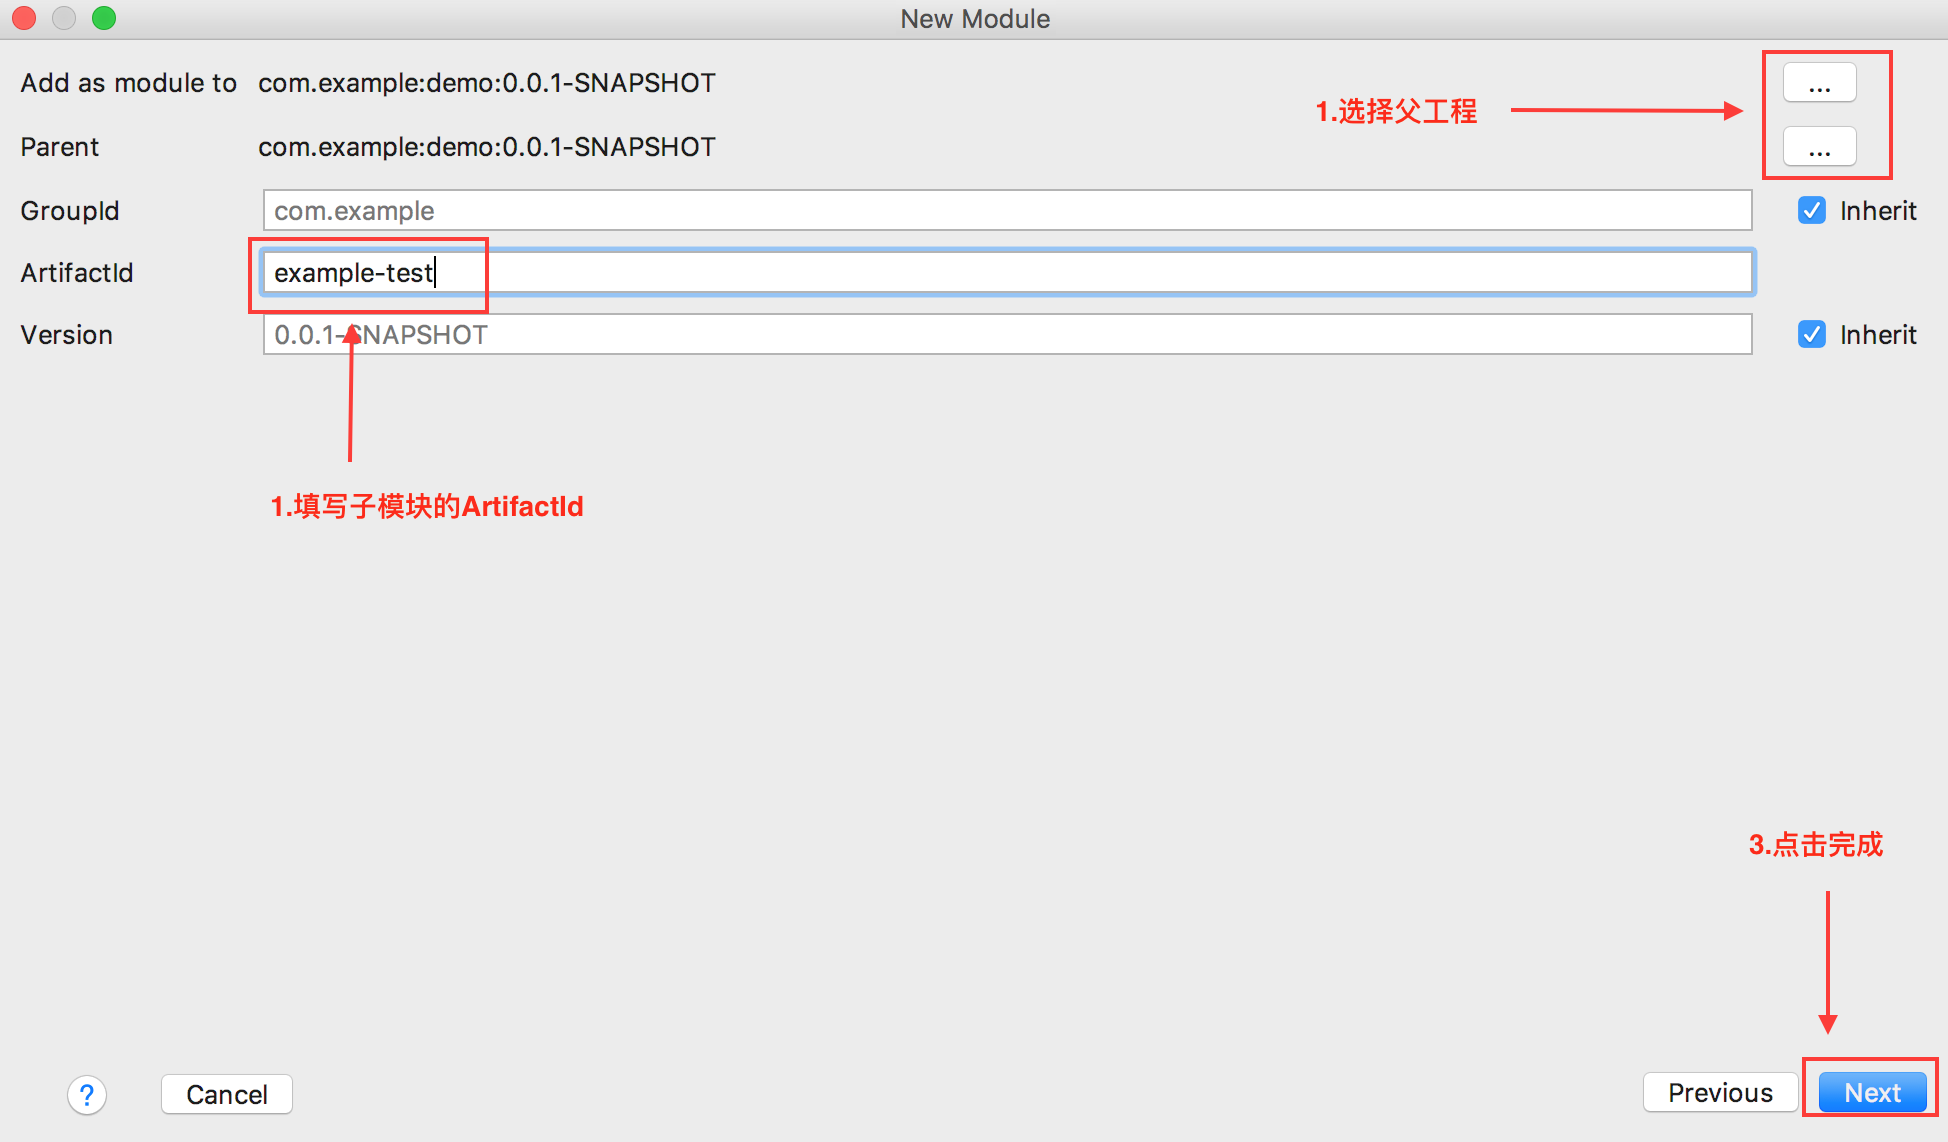 New Module
Add as module to com.example:demo:0.0.1-SNAPSHOT ...
1.选择父工程
Parent com.example:demo:0.0.1-SNAPSHOT ...
GroupId com.example Inherit
ArtifactId example-test
Version 0.0.1-SNAPSHOT Inherit
1.填写子模块的ArtifactId
3.点击完成
? Cancel Previous Next